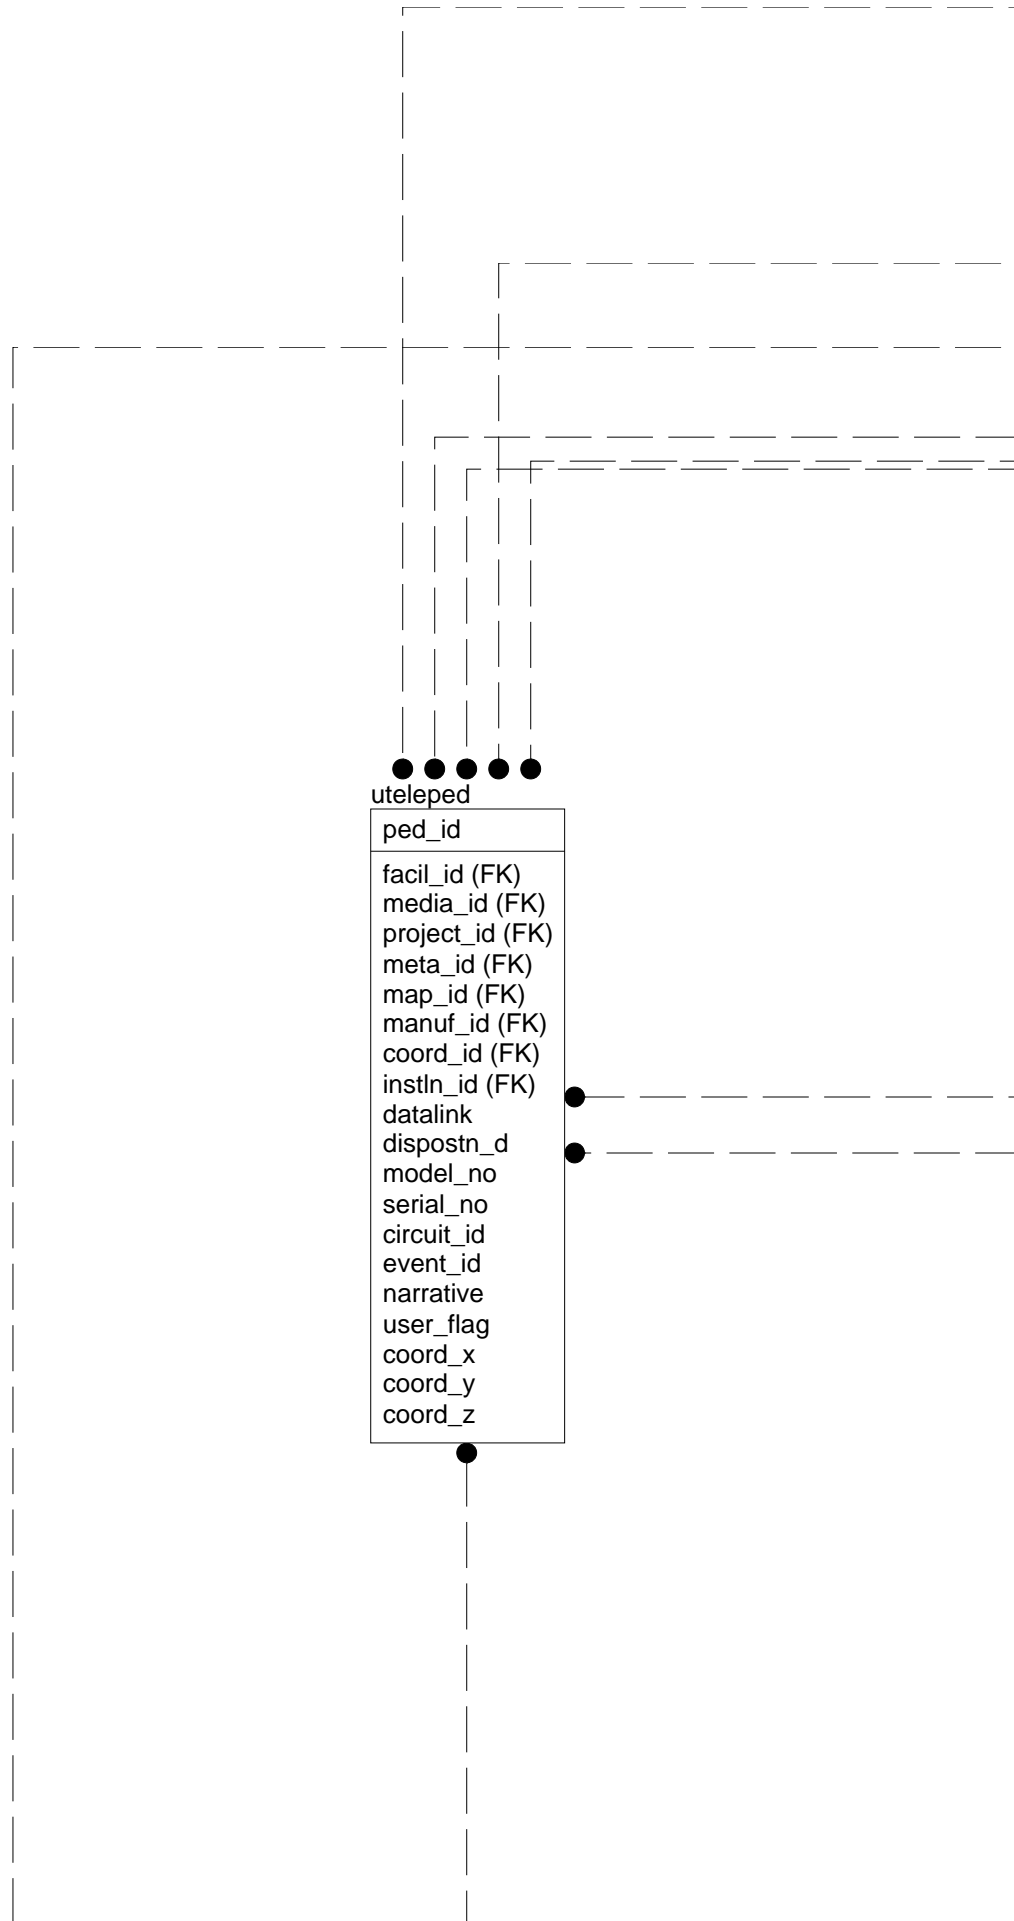 uteleped
ped_id
facil_id (FK)
media_id (FK)
project_id (FK)
meta_id (FK)
map_id (FK)
manuf_id (FK)
coord_id (FK)
instln_id (FK)
datalink
dispostn_d
model_no
serial_no
circuit_id
event_id
narrative
user_flag
coord_x
coord_y
coord_z